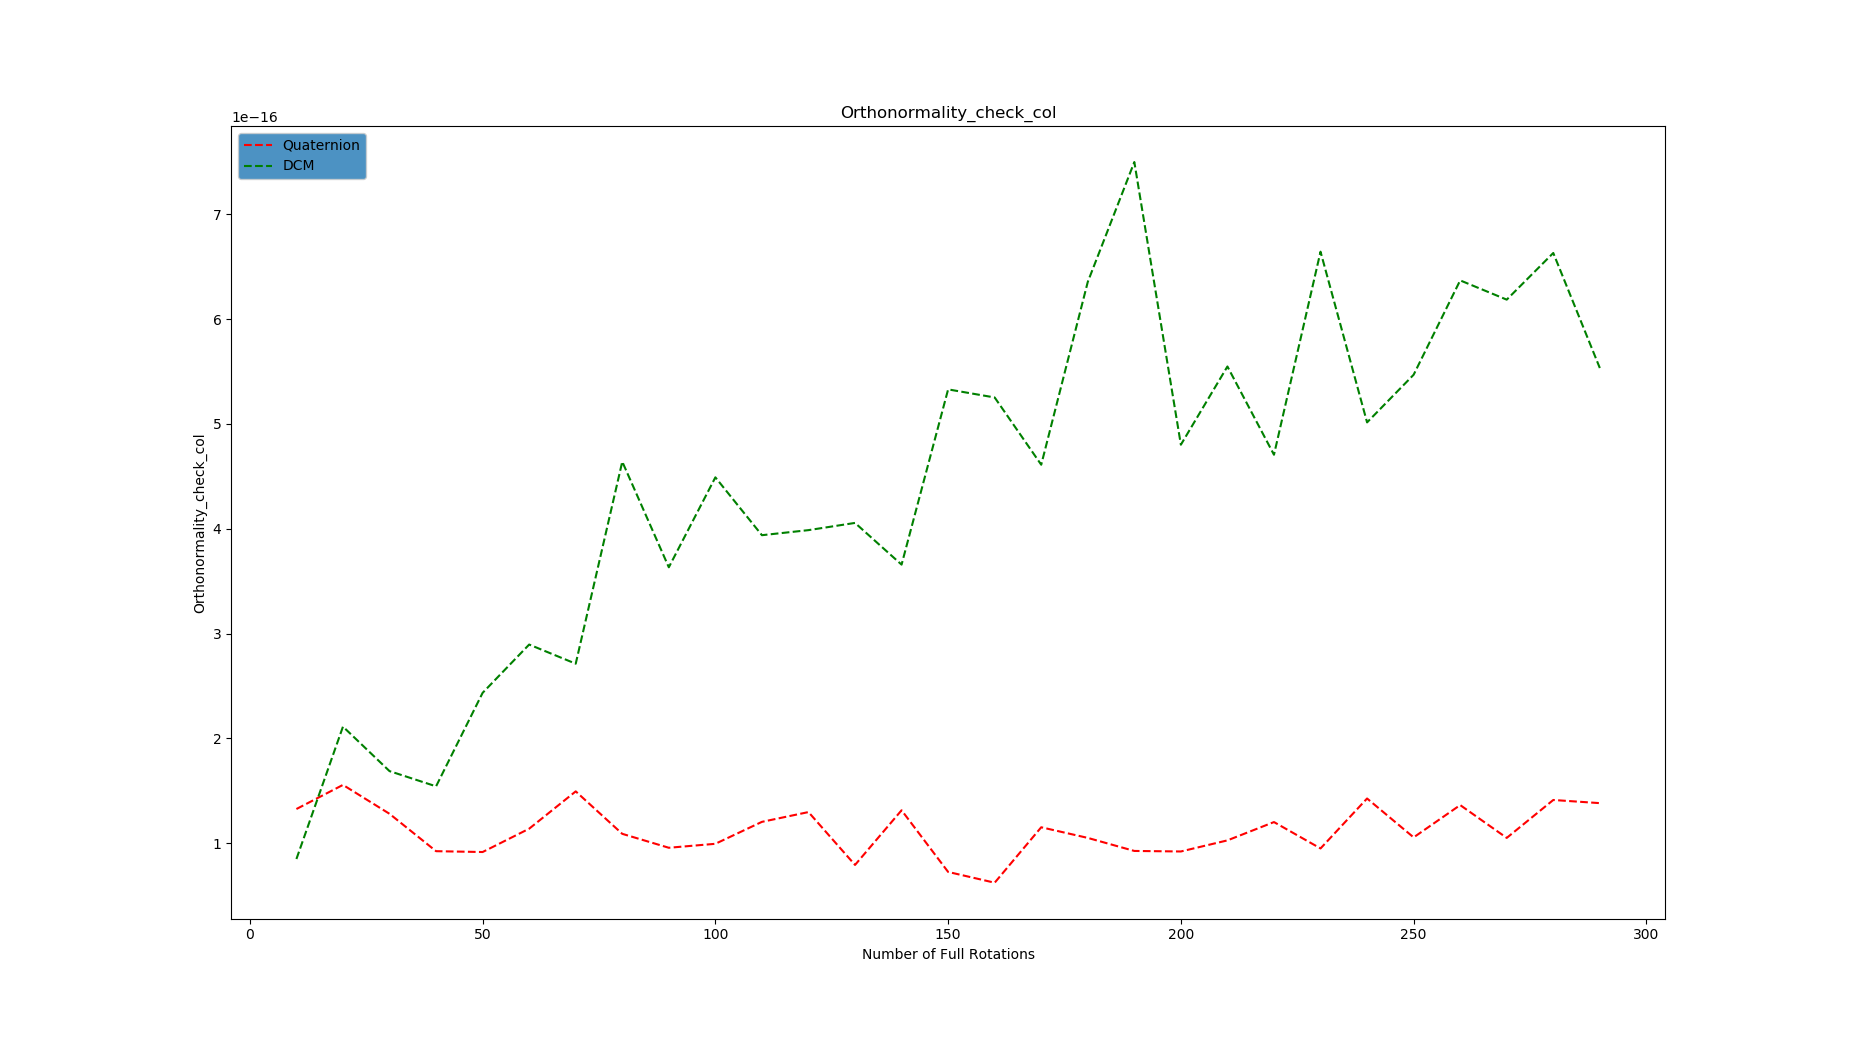 Orthonormality_check_col
1e−16
Quaternion
DCM
7
6
5
4
3
2
1
Orthonormality_check_col
0 50 100 150 200 250 300
Number of Full Rotations